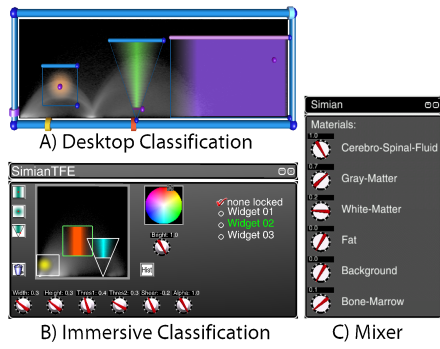 A) Desktop Classification
SimianTFE
none locked
Widget 01
Widget 02
Widget 03
Bright: 1.0
Hist
Width: 0.3 Height: 0.3 Thres1: 0.4 Thres2: 0.3 Shear: -0.2 Alpha: 1.0
B) Immersive Classification
Simian
Materials:
1.0
Cerebro-Spinal-Fluid
0.7
Gray-Matter
0.2
White-Matter
0.0
Fat
0.0
Background
0.1
Bone-Marrow
C) Mixer